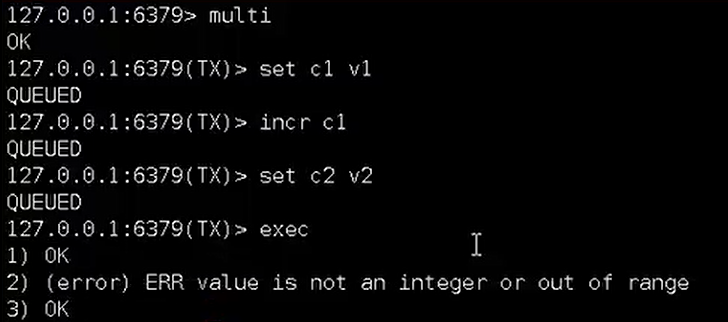 127.0.0.1:6379> multi
OK
127.0.0.1:6379(TX)> set c1 v1
QUEUED
127.0.0.1:6379(TX)> incr c1
QUEUED
127.0.0.1:6379(TX)> set c2 v2
QUEUED
127.0.0.1:6379(TX)> exec
1) OK
2) (error) ERR value is not an integer or out of range
3) OK